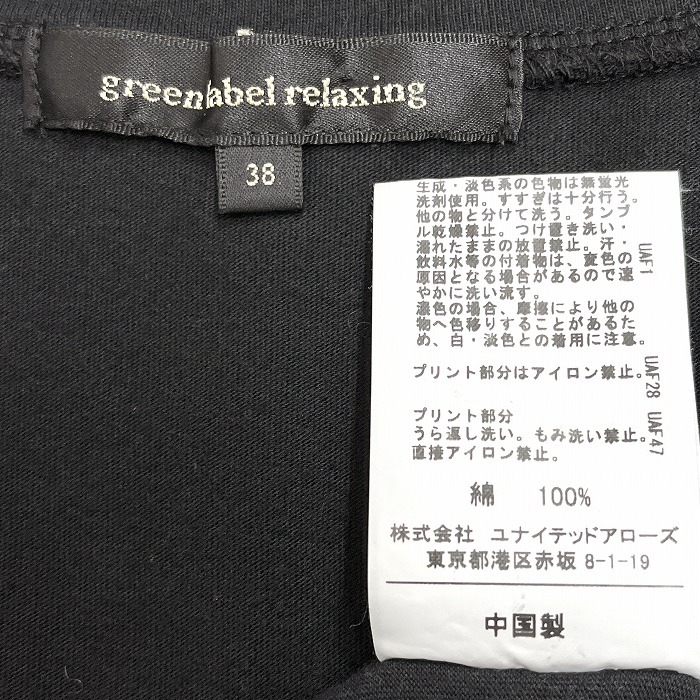 green label relaxing
38
生成・淡色系の色物は無蛍光
洗剤使用。すすぎは十分行う。
他の物と分けて洗う。タンブ
ル乾燥禁止。つけ置き洗い・
濡れたままの放置禁止。汗・
飲料水等の付着物は、変色の
原因となる場合があるので速
やかに洗い流す。
濃色の場合、摩擦により他の
物へ色移りすることがあるた
め、白・淡色との着用に注意。
UAF1
プリント部分はアイロン禁止。
UAF28 UAF47
プリント部分
うら返し洗い。もみ洗い禁止。
直接アイロン禁止。
綿 100%
株式会社 ユナイテッドアローズ
東京都港区赤坂 8-1-19
中国製